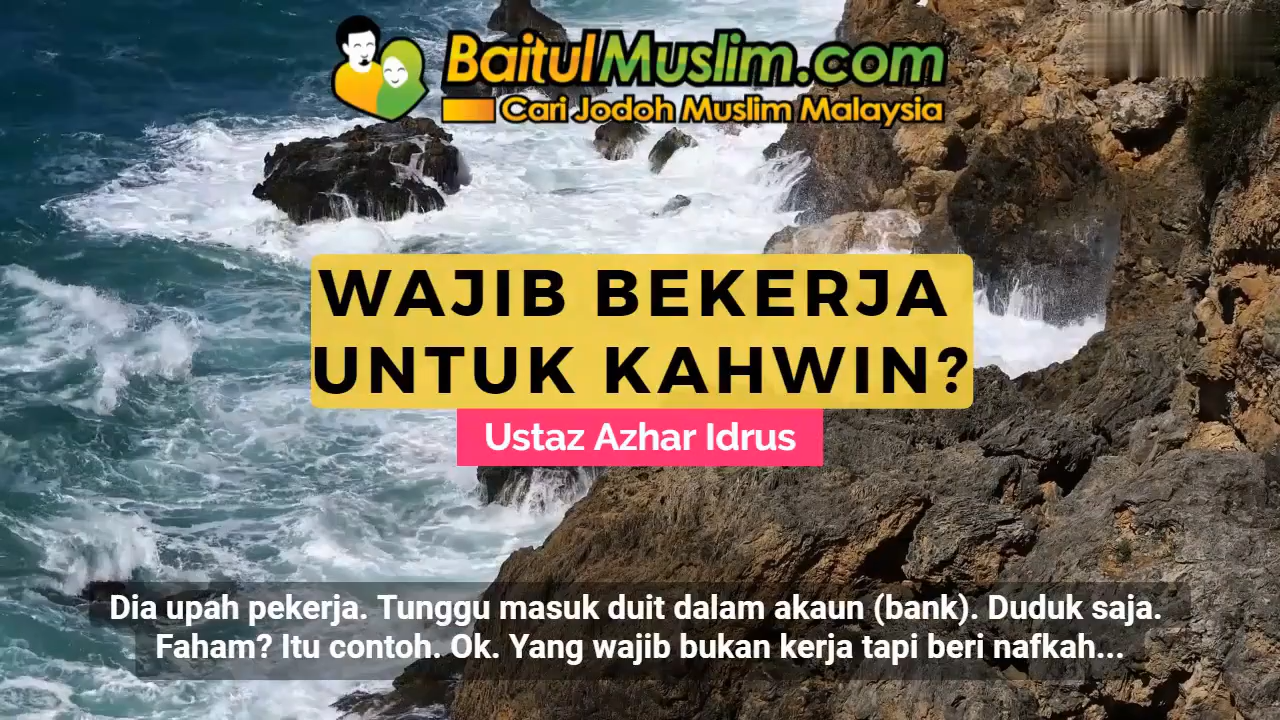 BaitulMuslim.com
Cari Jodoh Muslim Malaysia
WAJIB BEKERJA
UNTUK KAHWIN?
Ustaz Azhar Idrus
Dia upah pekerja. Tunggu masuk duit dalam akaun (bank). Duduk saja.
Faham? Itu contoh. Ok. Yang wajib bukan kerja tapi beri nafkah...